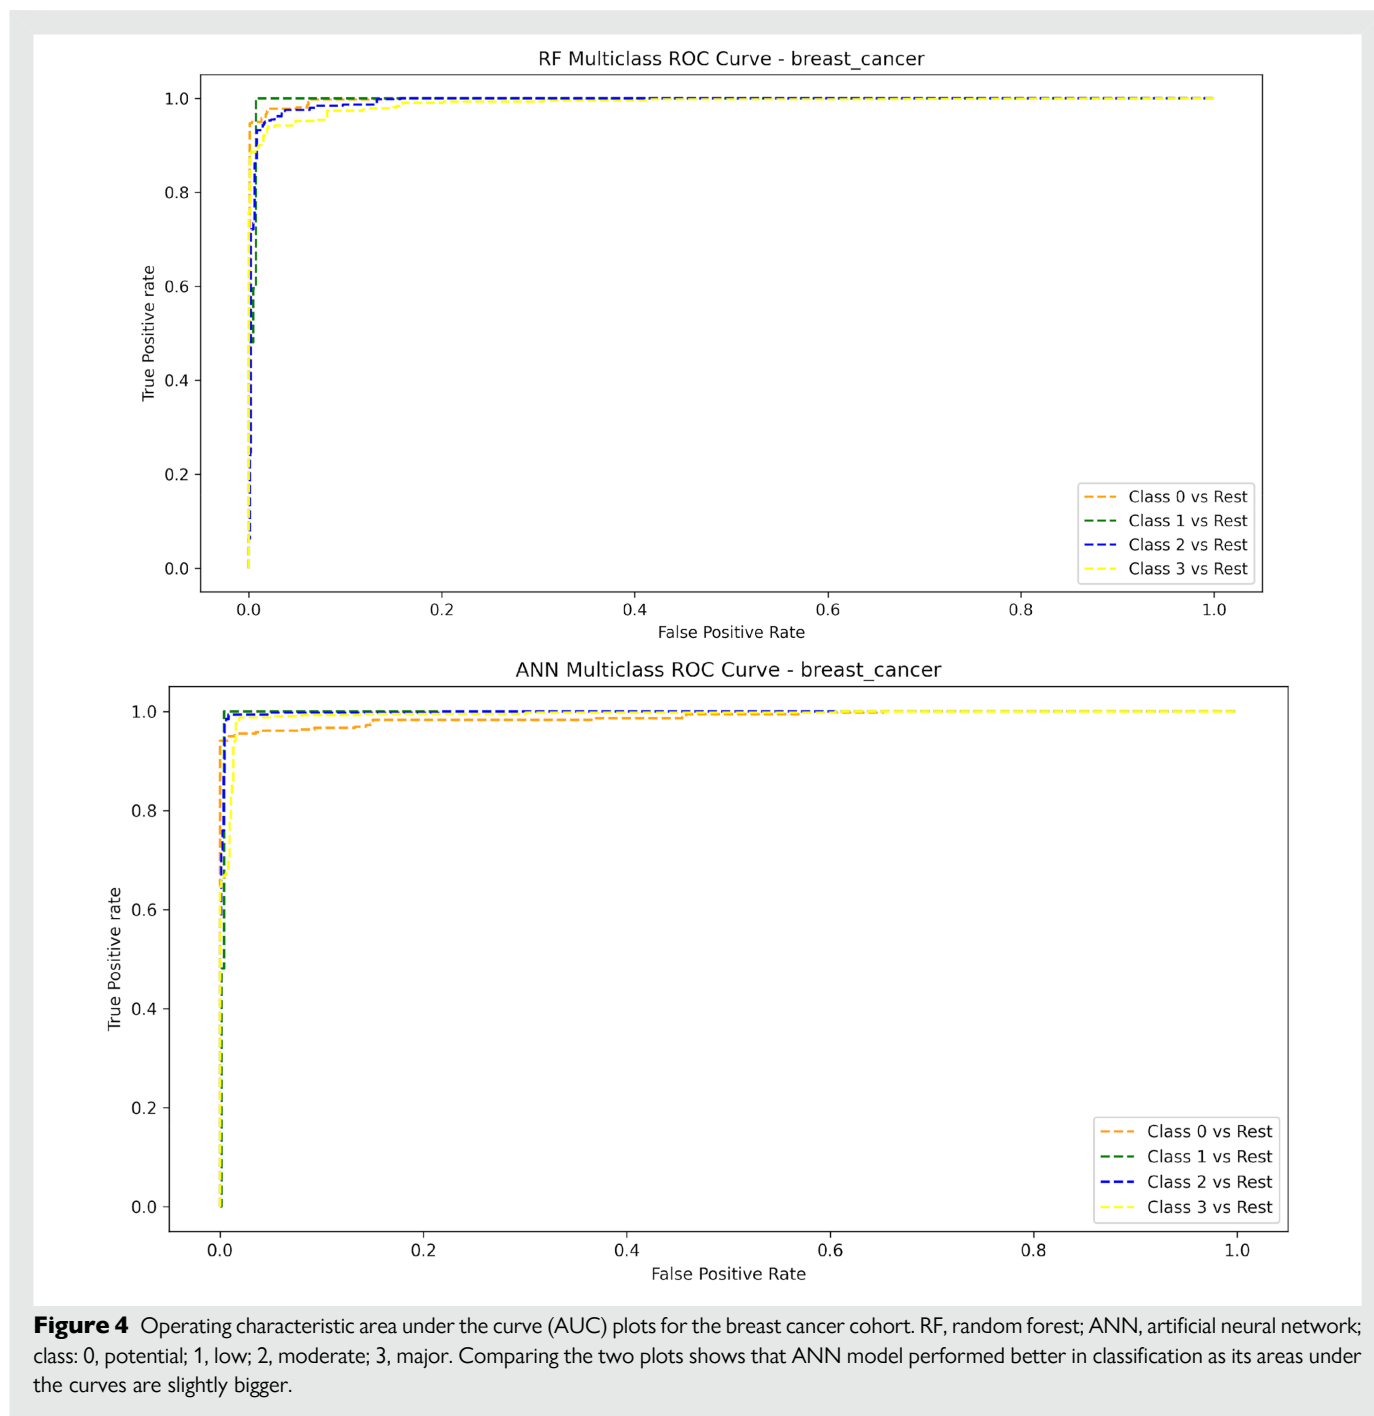 RF Multiclass ROC Curve - breast_cancer
1.0
0.8
0.6
0.4
0.2
0.0
True Positive rate
0.0 0.2 0.4 0.6 0.8 1.0
False Positive Rate
Class 0 vs Rest
Class 1 vs Rest
Class 2 vs Rest
Class 3 vs Rest
ANN Multiclass ROC Curve - breast_cancer
1.0
0.8
0.6
0.4
0.2
0.0
True Positive rate
0.0 0.2 0.4 0.6 0.8 1.0
False Positive Rate
Class 0 vs Rest
Class 1 vs Rest
Class 2 vs Rest
Class 3 vs Rest
Figure 4 Operating characteristic area under the curve (AUC) plots for the breast cancer cohort. RF, random forest; ANN, artificial neural network;
class: 0, potential; 1, low; 2, moderate; 3, major. Comparing the two plots shows that ANN model performed better in classification as its areas under
the curves are slightly bigger.